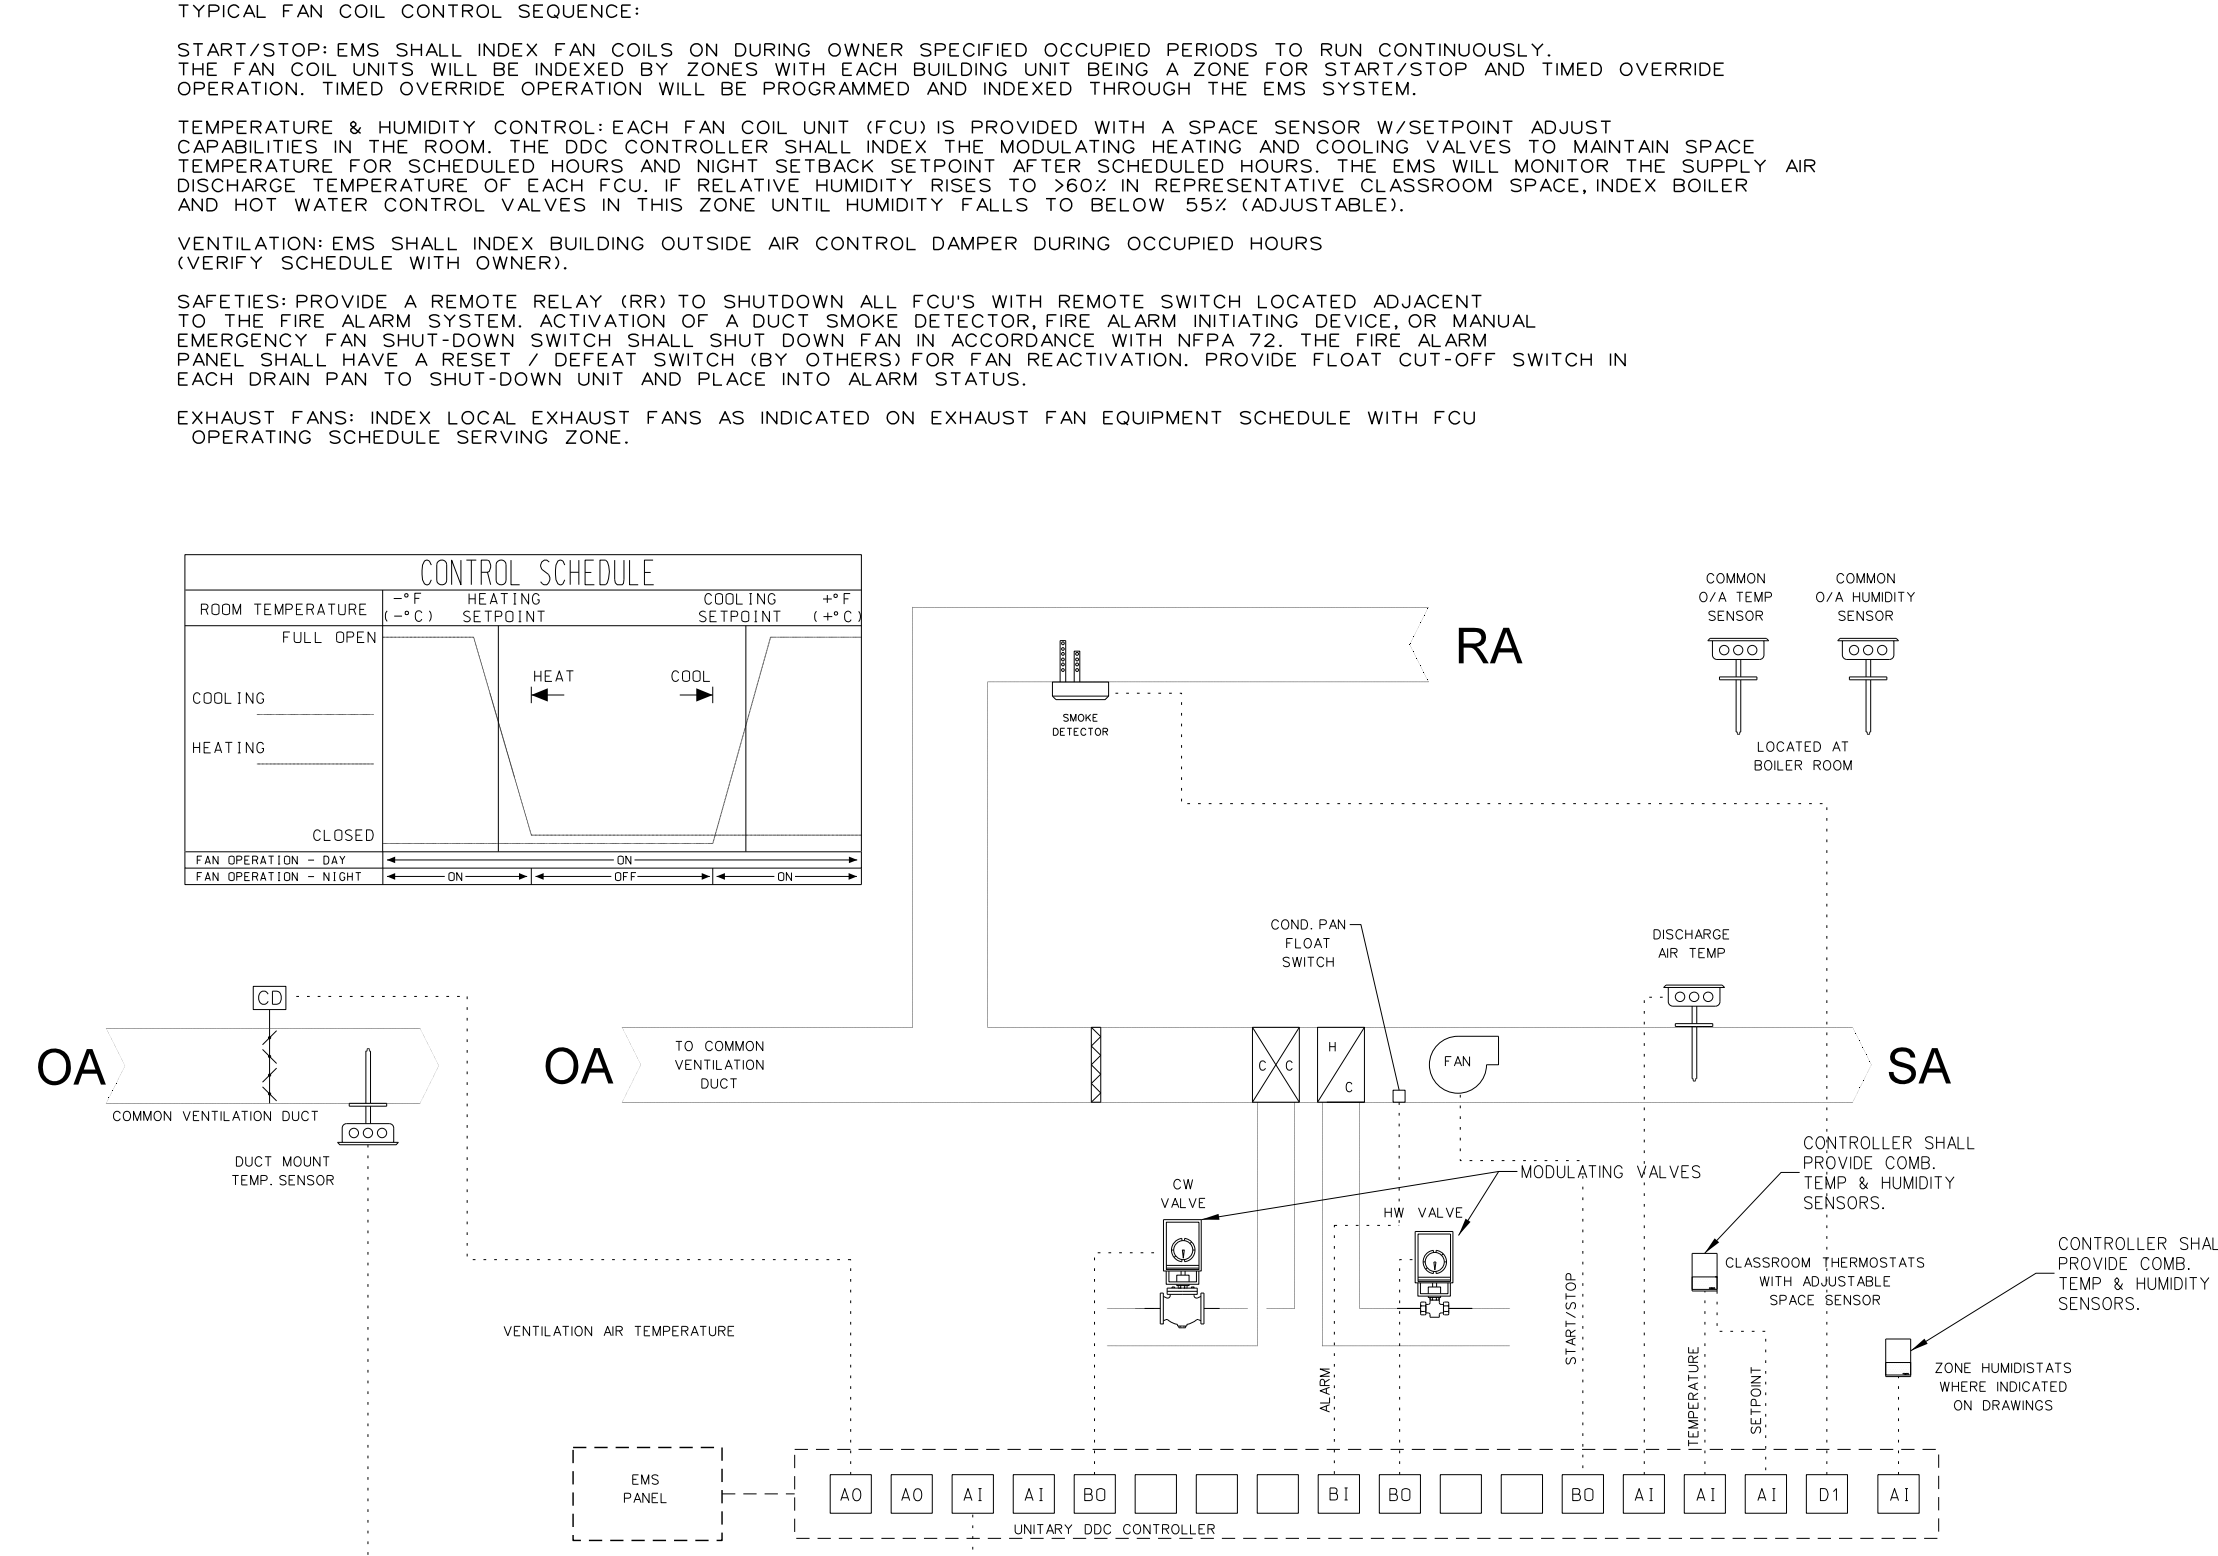 TYPICAL FAN COIL CONTROL SEQUENCE:
START/STOP: EMS SHALL INDEX FAN COILS ON DURING OWNER SPECIFIED OCCUPIED PERIODS TO RUN CONTINUOUSLY.
THE FAN COIL UNITS WILL BE INDEXED BY ZONES WITH EACH BUILDING UNIT BEING A ZONE FOR START/STOP AND TIMED OVERRIDE
OPERATION. TIMED OVERRIDE OPERATION WILL BE PROGRAMMED AND INDEXED THROUGH THE EMS SYSTEM.
TEMPERATURE & HUMIDITY CONTROL: EACH FAN COIL UNIT (FCU) IS PROVIDED WITH A SPACE SENSOR W/SETPOINT ADJUST
CAPABILITIES IN THE ROOM. THE DDC CONTROLLER SHALL INDEX THE MODULATING HEATING AND COOLING VALVES TO MAINTAIN SPACE
TEMPERATURE FOR SCHEDULED HOURS AND NIGHT SETBACK SETPOINT AFTER SCHEDULED HOURS. THE EMS WILL MONITOR THE SUPPLY AIR
DISCHARGE TEMPERATURE OF EACH FCU. IF RELATIVE HUMIDITY RISES TO >60% IN REPRESENTATIVE CLASSROOM SPACE, INDEX BOILER
AND HOT WATER CONTROL VALVES IN THIS ZONE UNTIL HUMIDITY FALLS TO BELOW 55% (ADJUSTABLE).
VENTILATION: EMS SHALL INDEX BUILDING OUTSIDE AIR CONTROL DAMPER DURING OCCUPIED HOURS
(VERIFY SCHEDULE WITH OWNER).
SAFETIES: PROVIDE A REMOTE RELAY (RR) TO SHUTDOWN ALL FCU'S WITH REMOTE SWITCH LOCATED ADJACENT
TO THE FIRE ALARM SYSTEM. ACTIVATION OF A DUCT SMOKE DETECTOR, FIRE ALARM INITIATING DEVICE, OR MANUAL
EMERGENCY FAN SHUT-DOWN SWITCH SHALL SHUT DOWN FAN IN ACCORDANCE WITH NFPA 72. THE FIRE ALARM
PANEL SHALL HAVE A RESET / DEFEAT SWITCH (BY OTHERS) FOR FAN REACTIVATION. PROVIDE FLOAT CUT-OFF SWITCH IN
EACH DRAIN PAN TO SHUT-DOWN UNIT AND PLACE INTO ALARM STATUS.
EXHAUST FANS: INDEX LOCAL EXHAUST FANS AS INDICATED ON EXHAUST FAN EQUIPMENT SCHEDULE WITH FCU
OPERATING SCHEDULE SERVING ZONE.
CONTROL SCHEDULE
ROOM TEMPERATURE
-°F
(-°C)
HEATING
SETPOINT
COOLING
SETPOINT
+°F
(+°C)
FULL OPEN
HEAT
COOL
COOLING
HEATING
CLOSED
FAN OPERATION - DAY
ON
FAN OPERATION - NIGHT
ON
OFF
ON
RA
SMOKE
DETECTOR
COMMON
O/A TEMP
SENSOR
COMMON
O/A HUMIDITY
SENSOR
LOCATED AT
BOILER ROOM
COND. PAN
FLOAT
SWITCH
DISCHARGE
AIR TEMP
CD
OA
COMMON VENTILATION DUCT
DUCT MOUNT
TEMP. SENSOR
OA
TO COMMON
VENTILATION
DUCT
C C
H
C
FAN
SA
MODULATING VALVES
CW
VALVE
HW VALVE
CONTROLLER SHALL
PROVIDE COMB.
TEMP & HUMIDITY
SENSORS.
CLASSROOM THERMOSTATS
WITH ADJUSTABLE
SPACE SENSOR
CONTROLLER SHAL
PROVIDE COMB.
TEMP & HUMIDITY
SENSORS.
ZONE HUMIDISTATS
WHERE INDICATED
ON DRAWINGS
VENTILATION AIR TEMPERATURE
ALARM
START/STOP
TEMPERATURE
SETPOINT
EMS
PANEL
AO AO AI AI BO BI BO BO AI AI AI D1 AI
UNITARY DDC CONTROLLER